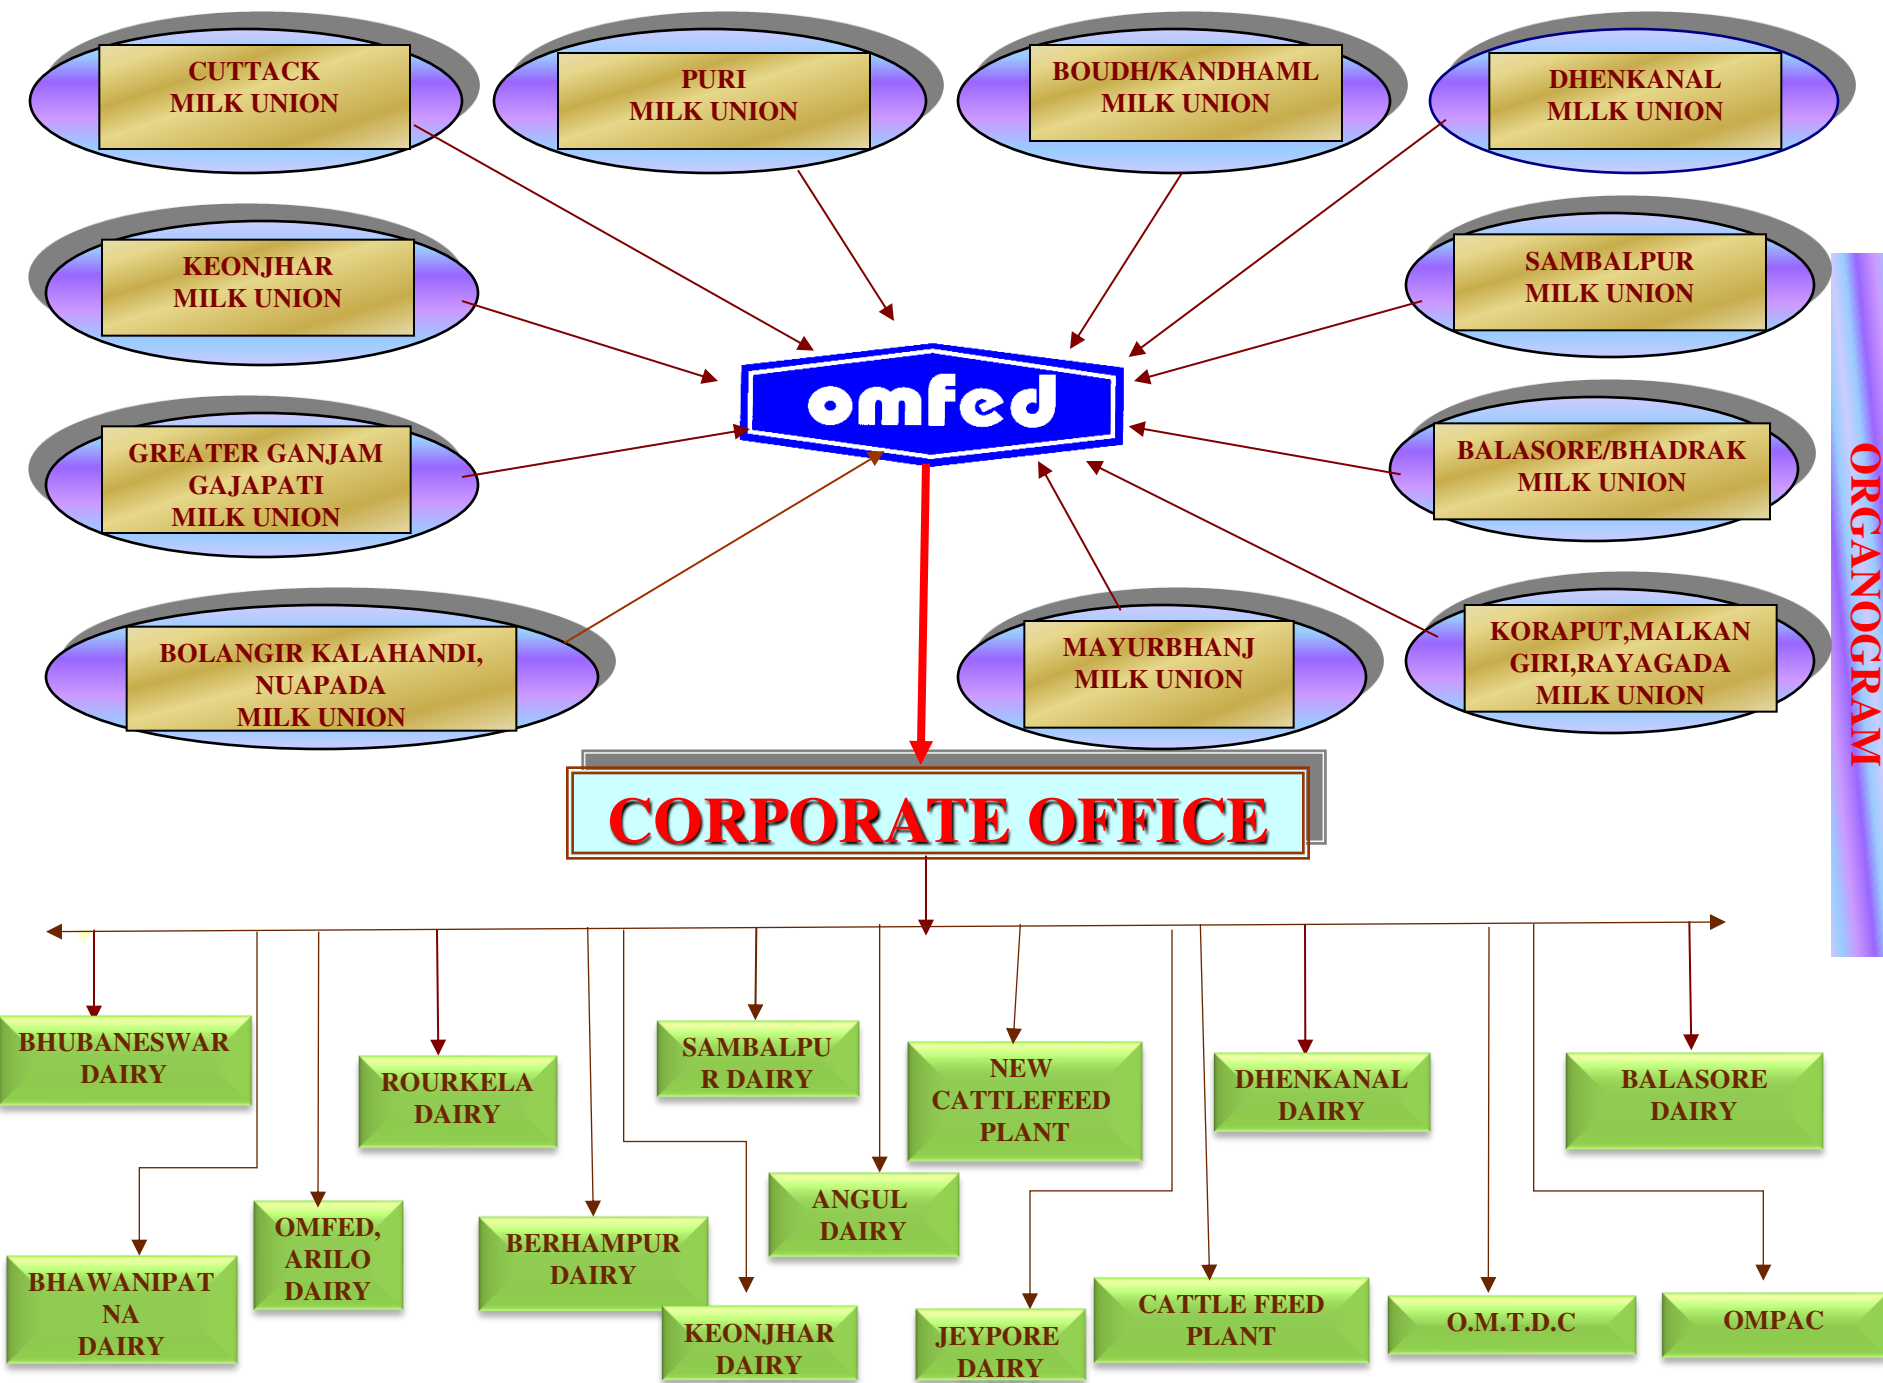 CUTTACK
MILK UNION
PURI
MILK UNION
BOUDH/KANDHAML
MILK UNION
DHENKANAL
MLLK UNION
KEONJHAR
MILK UNION
SAMBALPUR
MILK UNION
omfed
GREATER GANJAM
GAJAPATI
MILK UNION
BALASORE/BHADRAK
MILK UNION
BOLANGIR KALAHANDI,
NUAPADA
MILK UNION
MAYURBHANJ
MILK UNION
KORAPUT,MALKAN
GIRI,RAYAGADA
MILK UNION
ORGANOGRAM
CORPORATE OFFICE
BHUBANESWAR
DAIRY
ROURKELA
DAIRY
SAMBALPU
R DAIRY
NEW
CATTLEFEED
PLANT
DHENKANAL
DAIRY
BALASORE
DAIRY
BHAWANIPAT
NA
DAIRY
OMFED,
ARILO
DAIRY
BERHAMPUR
DAIRY
KEONJHAR
DAIRY
ANGUL
DAIRY
JEYPORE
DAIRY
CATTLE FEED
PLANT
O.M.T.D.C
OMPAC